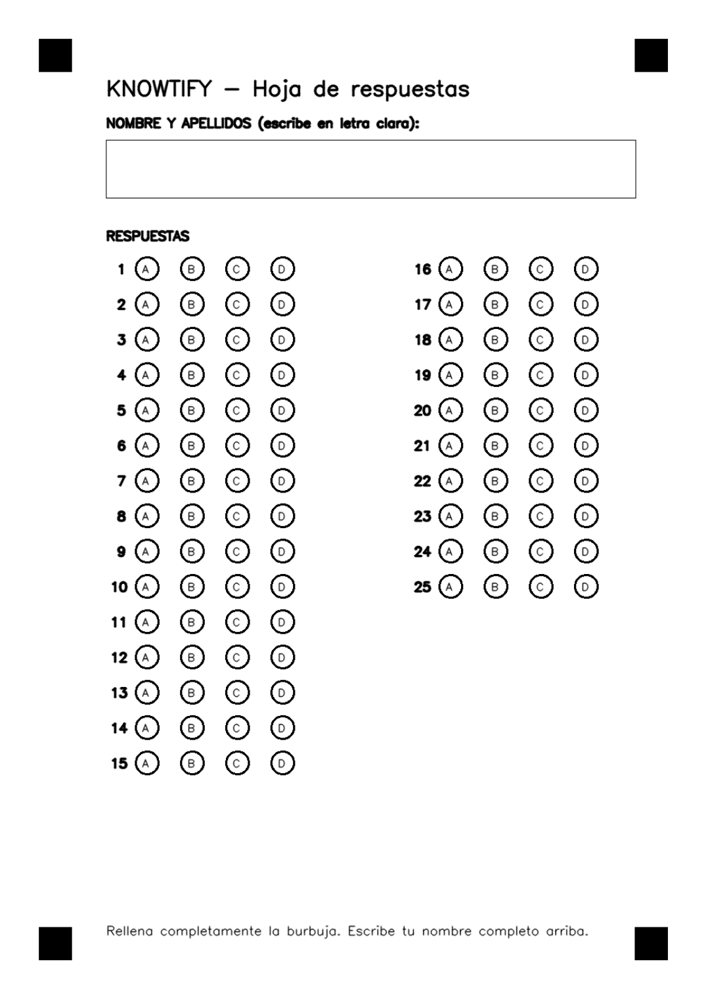 KNOWTIFY – Hoja de respuestas
NOMBRE Y APELLIDOS (escribe en letra clara):
RESPUESTAS
1 A B C D
2 A B C D
3 A B C D
4 A B C D
5 A B C D
6 A B C D
7 A B C D
8 A B C D
9 A B C D
10 A B C D
11 A B C D
12 A B C D
13 A B C D
14 A B C D
15 A B C D
16 A B C D
17 A B C D
18 A B C D
19 A B C D
20 A B C D
21 A B C D
22 A B C D
23 A B C D
24 A B C D
25 A B C D
Rellena completamente la burbuja. Escribe tu nombre completo arriba.